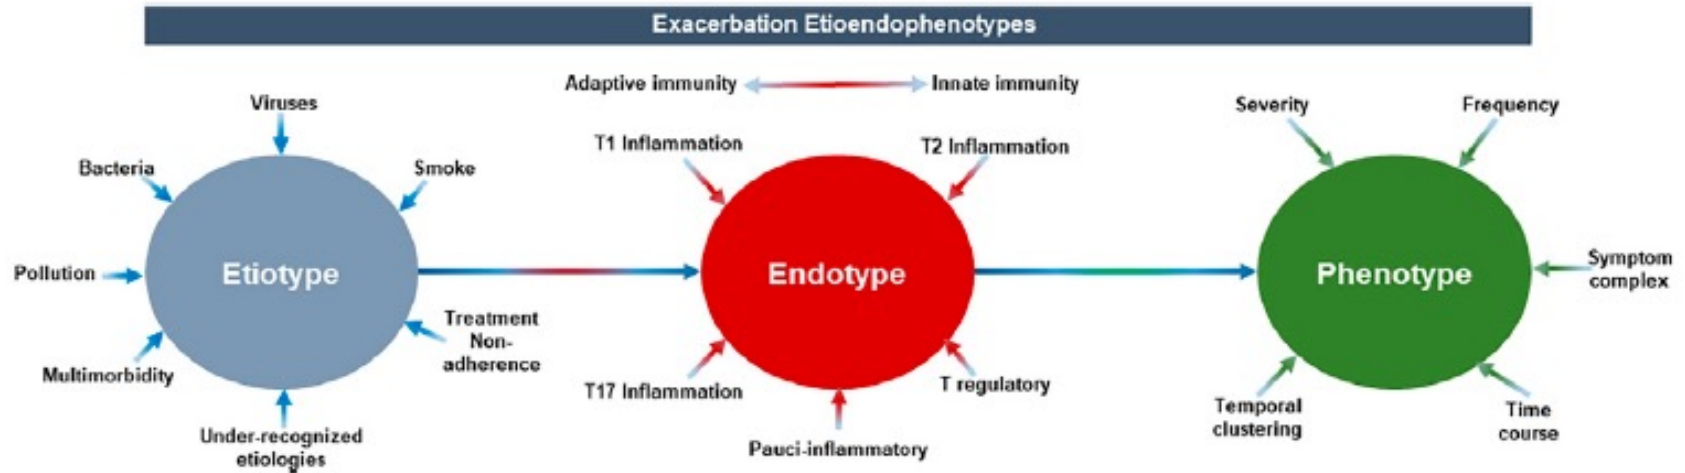 Exacerbation Etioendophenotypes
Adaptive immunity
Innate immunity
Viruses
Bacteria
Smoke
Pollution
Etiotype
Multimorbidity
Treatment
Non-
adherence
Under-recognized
etiologies
T1 Inflammation
T2 Inflammation
Endotype
T17 Inflammation
T regulatory
Pauci-inflammatory
Severity
Frequency
Phenotype
Symptom
complex
Temporal
clustering
Time
course